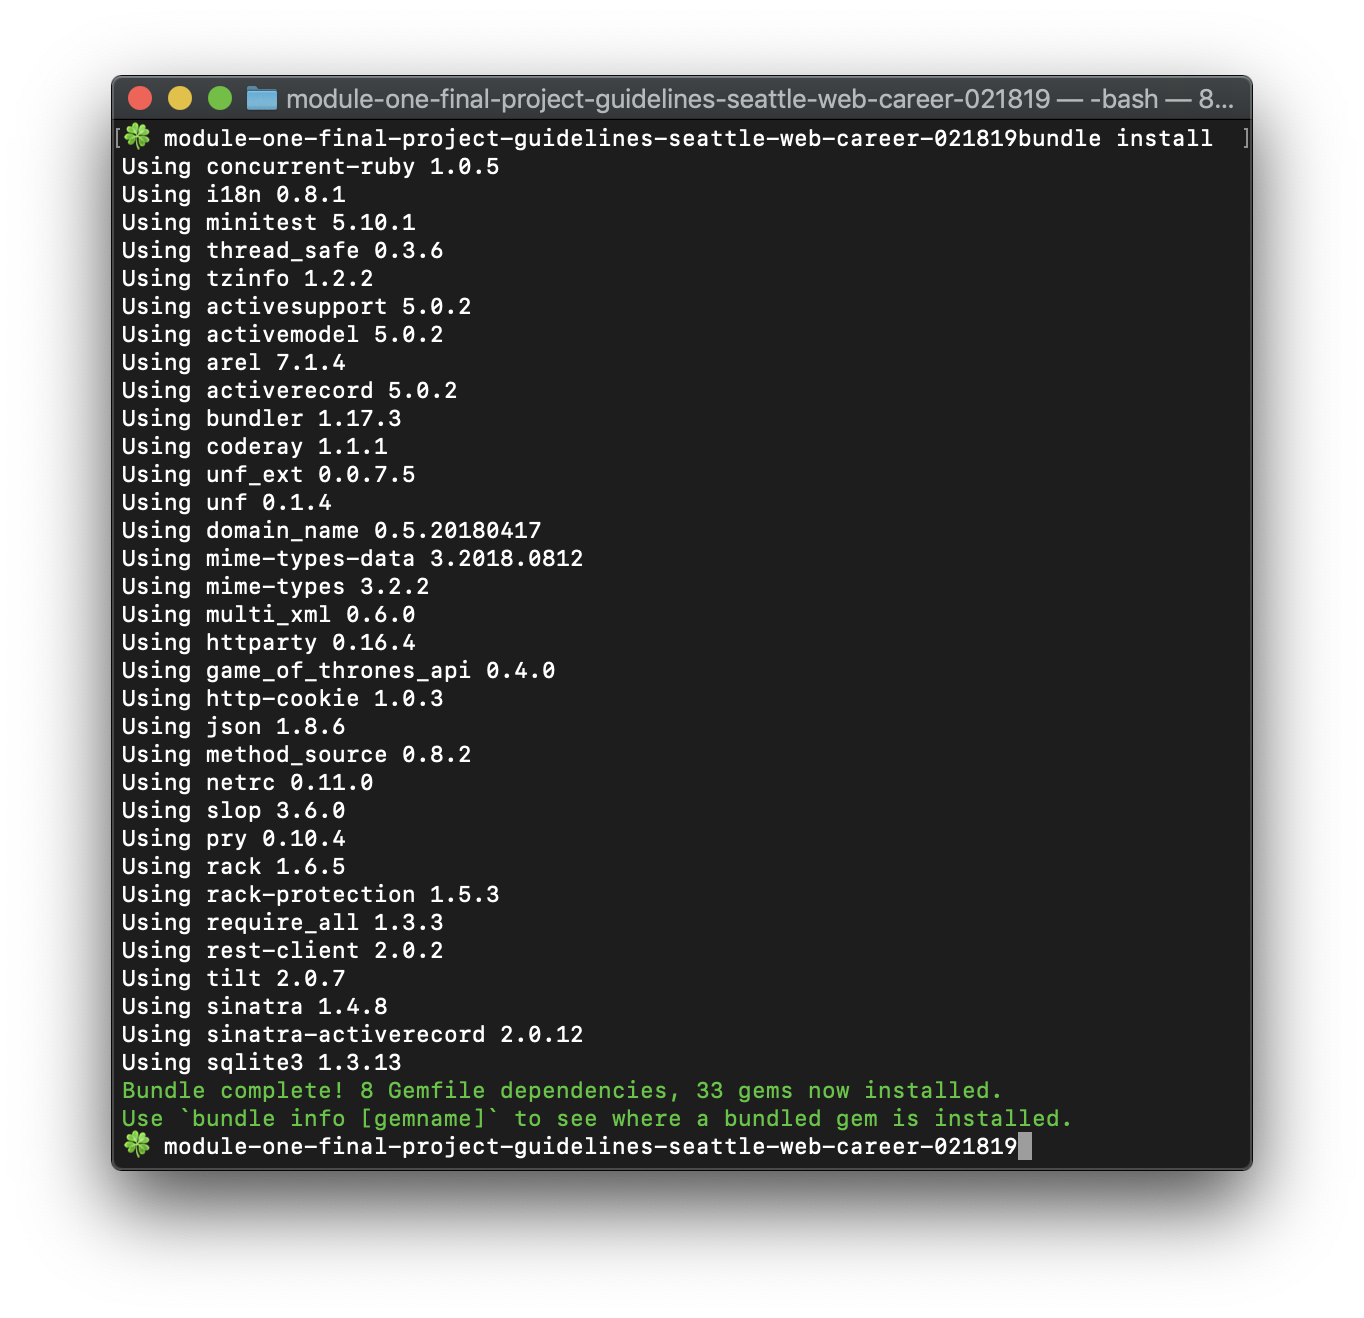 module-one-final-project-guidelines-seattle-web-career-021819 — -bash — 8...
[🍀 module-one-final-project-guidelines-seattle-web-career-021819bundle install ]
Using concurrent-ruby 1.0.5
Using i18n 0.8.1
Using minitest 5.10.1
Using thread_safe 0.3.6
Using tzinfo 1.2.2
Using activesupport 5.0.2
Using activemodel 5.0.2
Using arel 7.1.4
Using activerecord 5.0.2
Using bundler 1.17.3
Using coderay 1.1.1
Using unf_ext 0.0.7.5
Using unf 0.1.4
Using domain_name 0.5.20180417
Using mime-types-data 3.2018.0812
Using mime-types 3.2.2
Using multi_xml 0.6.0
Using httparty 0.16.4
Using game_of_thrones_api 0.4.0
Using http-cookie 1.0.3
Using json 1.8.6
Using method_source 0.8.2
Using netrc 0.11.0
Using slop 3.6.0
Using pry 0.10.4
Using rack 1.6.5
Using rack-protection 1.5.3
Using require_all 1.3.3
Using rest-client 2.0.2
Using tilt 2.0.7
Using sinatra 1.4.8
Using sinatra-activerecord 2.0.12
Using sqlite3 1.3.13
Bundle complete! 8 Gemfile dependencies, 33 gems now installed.
Use `bundle info [gemname]` to see where a bundled gem is installed.
🍀 module-one-final-project-guidelines-seattle-web-career-021819